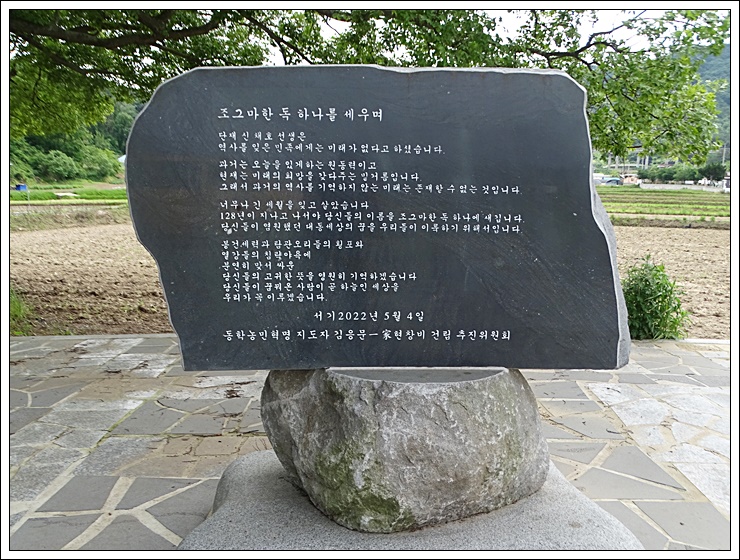 조그마한 독 하나를 세우며
단재 신 채호 선생은
역사를 잊은 민족에게는 미래가 없다고 하셨습니다.
과거는 오늘을 있게하는 원동력이고
현재는 미래의 희망을 갖다주는 밑거름입니다.
그래서 과거의 역사를 기억하지 않는 미래는 존재할 수 없는 것입니다.
너무나 긴 세월을 잊고 살았습니다
128년이 지나고 나서야 당신들의 이름을 조그마한 독 하나에 새깁니다.
당신들이 염원했던 대동세상의 꿈을 우리들이 이룩하기 위해서입니다.
봉건세력과 탐관오리들의 횡포와
열강들의 침략야욕에
분연히 맞서 싸운
당신들의 고귀한 뜻을 영원히 기억하겠습니다
당신들이 꿈꿔온 사람이 곧 하늘인 세상을
우리가 꼭 이루겠습니다.
서기2022년 5월 4일
동학농민혁명 지도자 김응문一家현창비 건립 추진위원회